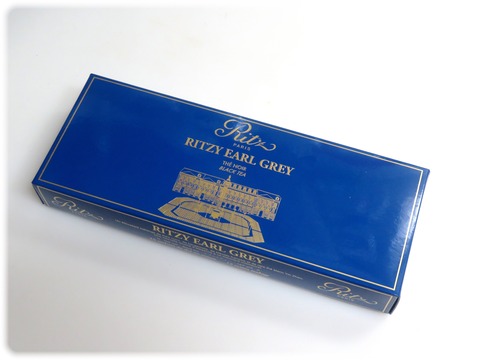 Ritz
PARIS
RITZY EARL GREY
THÉ NOIR
BLACK TEA
Ritz
RITZY EARL GREY
Ritz